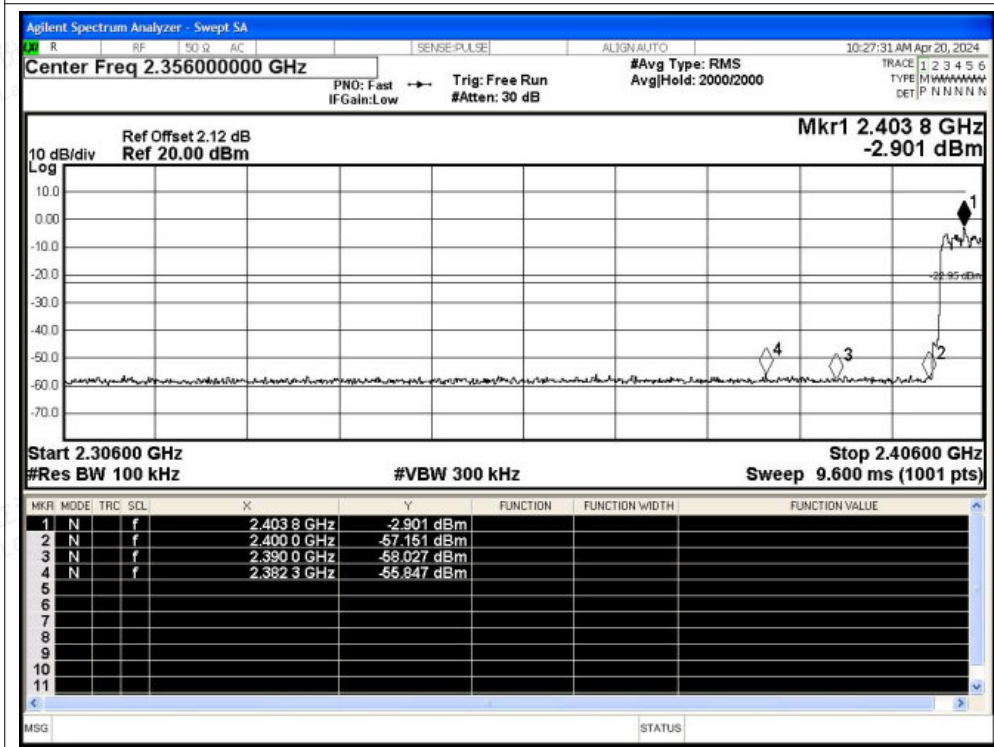 Agilent Spectrum Analyzer - Swept SA
LXI R RF 50 Ω AC SENSE:PULSE ALIGNAUTO 10:27:31 AM Apr 20, 2024
Center Freq 2.356000000 GHz #Avg Type: RMS TRACE 1 2 3 4 5 6
PNO: Fast Trig: Free Run Avg|Hold: 2000/2000 TYPE M WWWWW
IFGain:Low #Atten: 30 dB DET P N N N N N
Mkr1 2.403 8 GHz
Ref Offset 2.12 dB
10 dB/div Ref 20.00 dBm -2.901 dBm
Log
10.0
1
0.00
-10.0
-20.0
-22.95 dBm
-30.0
-40.0
-50.0
4 3 2
-60.0
-70.0
Start 2.30600 GHz Stop 2.40600 GHz
#Res BW 100 kHz #VBW 300 kHz Sweep 9.600 ms (1001 pts)
MKR MODE TRC SCL X Y FUNCTION FUNCTION WIDTH FUNCTION VALUE
1 N f 2.403 8 GHz -2.901 dBm
2 N f 2.400 0 GHz -57.151 dBm
3 N f 2.390 0 GHz -58.027 dBm
4 N f 2.382 3 GHz -55.847 dBm
5
6
7
8
9
10
11
MSG STATUS